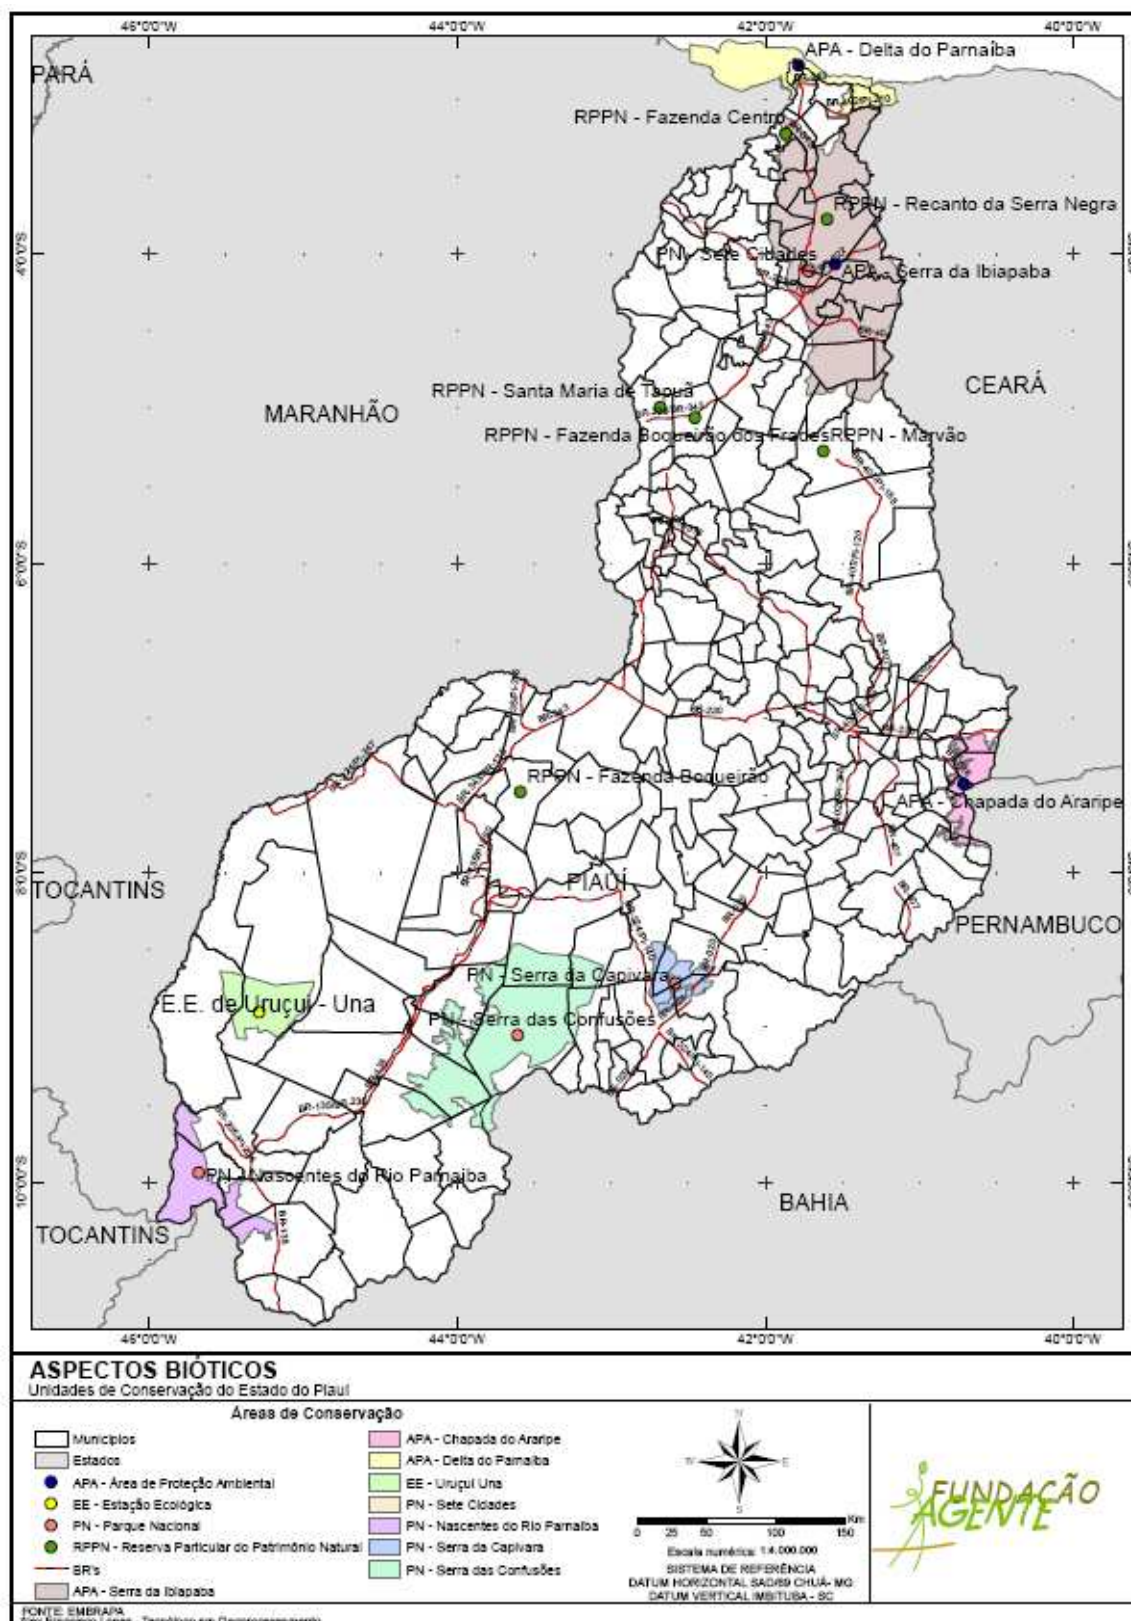 46°0'0"W 44°0'0"W 42°0'0"W 40°0'0"W
PARÁ
APA - Delta do Parnaíba
RPPN - Fazenda Centro
RPPN - Recanto da Serra Negra
4°0'0"S
PN - Sete Cidades
APA - Serra da Ibiapaba
CEARÁ
RPPN - Santa Maria de Tapuã
MARANHÃO
RPPN - Fazenda Boqueirão dos Frades
RPPN - Marvão
6°0'0"S
BR-230
BR-343
RPPN - Fazenda Boqueirão
APA - Chapada do Araripe
8°0'0"S
TOCANTINS
PIAUÍ
PERNAMBUCO
PN - Serra da Capivara
E.E. de Uruçuí - Una
PN - Serra das Confusões
10°0'0"S
PN - Nascentes do Rio Parnaíba
BAHIA
TOCANTINS
46°0'0"W 44°0'0"W 42°0'0"W 40°0'0"W
ASPECTOS BIÓTICOS
Unidades de Conservação do Estado do Piauí
Áreas de Conservação
Municípios
Estados
APA - Área de Proteção Ambiental
EE - Estação Ecológica
PN - Parque Nacional
RPPN - Reserva Particular do Patrimônio Natural
BR's
APA - Serra da Ibiapaba
APA - Chapada do Araripe
APA - Delta do Parnaíba
EE - Uruçuí Una
PN - Sete Cidades
PN - Nascentes do Rio Parnaíba
PN - Serra da Capivara
PN - Serra das Confusões
N
W E
S
Km
0 25 50 100 150
Escala numérica: 1:4.000.000
SISTEMA DE REFERÊNCIA
DATUM HORIZONTAL SAD/69 CHUÁ- MG
DATUM VERTICAL IMBITUBA - SC
FUNDAÇÃO
AGENTE
FONTE: EMBRAPA